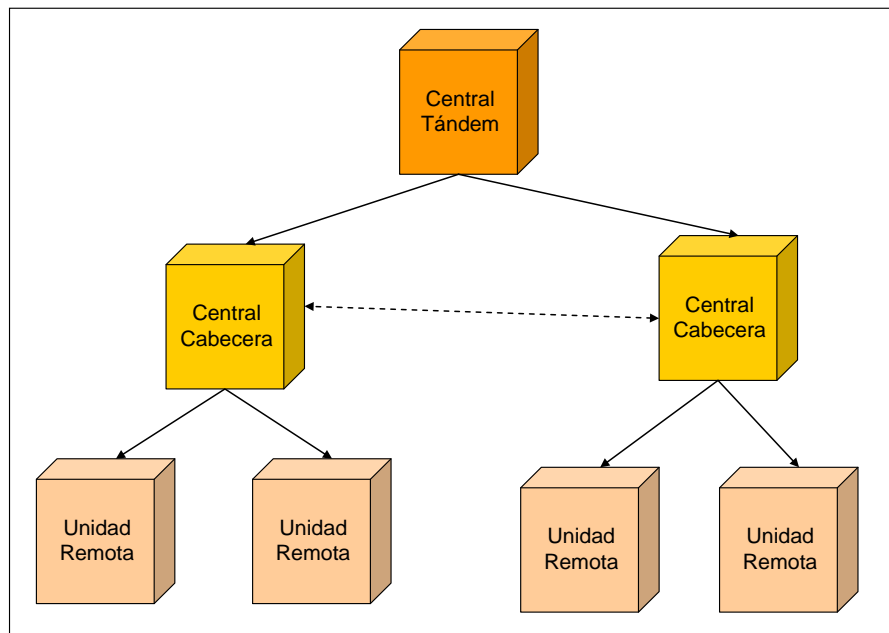 Central
Tándem
Central
Cabecera
Central
Cabecera
Unidad
Remota
Unidad
Remota
Unidad
Remota
Unidad
Remota